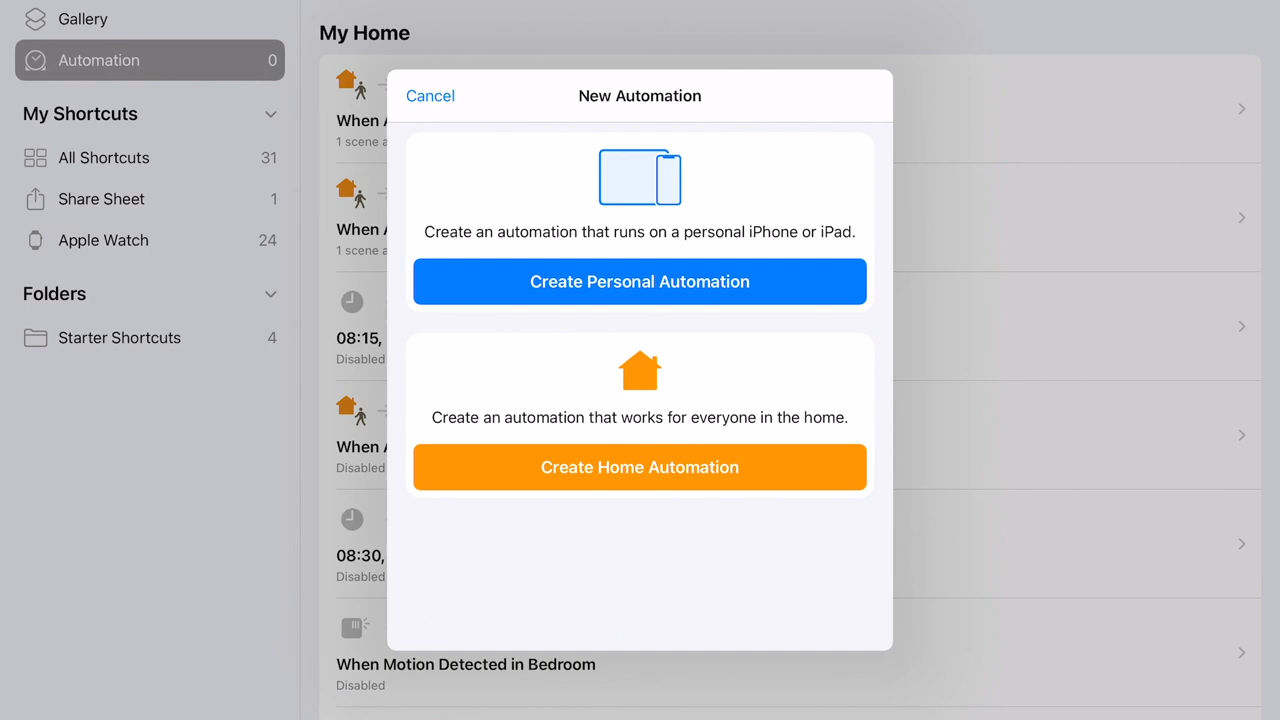 Gallery
Automation 0
My Shortcuts
All Shortcuts 31
Share Sheet 1
Apple Watch 24
Folders
Starter Shortcuts 4
My Home
When
1 scene
When
1 scene
08:15,
Disabled
When
Disabled
08:30,
Disabled
When Motion Detected in Bedroom
Disabled
Cancel
New Automation
Create an automation that runs on a personal iPhone or iPad.
Create Personal Automation
Create an automation that works for everyone in the home.
Create Home Automation